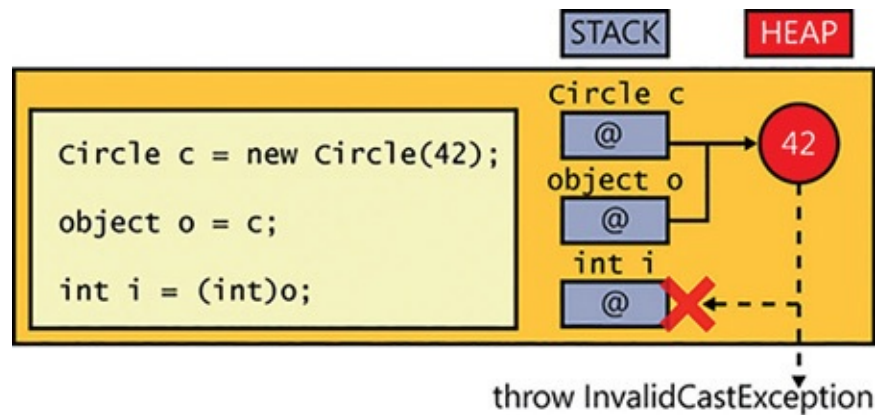 STACK HEAP
Circle c
Circle c = new Circle(42);
@ 42
object o
object o = c;
@
int i
int i = (int)o;
@
throw InvalidCastException